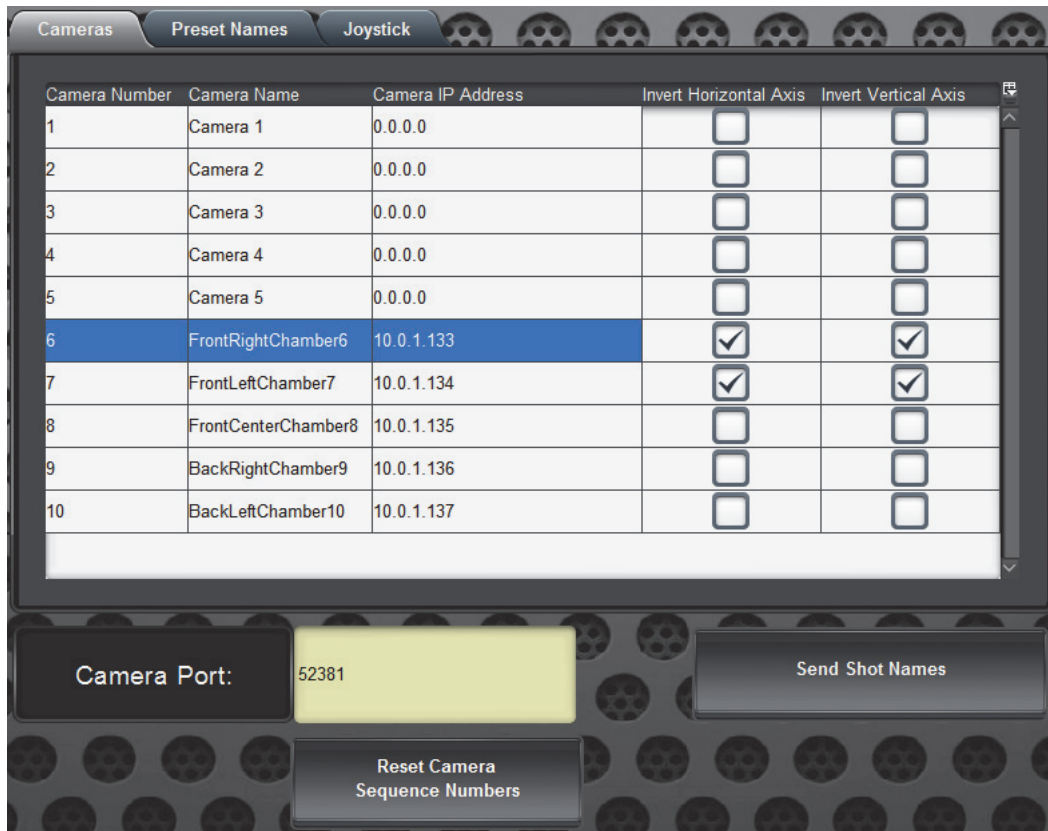 Cameras Preset Names Joystick
Camera Number Camera Name Camera IP Address Invert Horizontal Axis Invert Vertical Axis
1 Camera 1 0.0.0.0
2 Camera 2 0.0.0.0
3 Camera 3 0.0.0.0
4 Camera 4 0.0.0.0
5 Camera 5 0.0.0.0
6 FrontRightChamber6 10.0.1.133
7 FrontLeftChamber7 10.0.1.134
8 FrontCenterChamber8 10.0.1.135
9 BackRightChamber9 10.0.1.136
10 BackLeftChamber10 10.0.1.137
Camera Port: 52381 Send Shot Names
Reset Camera
Sequence Numbers